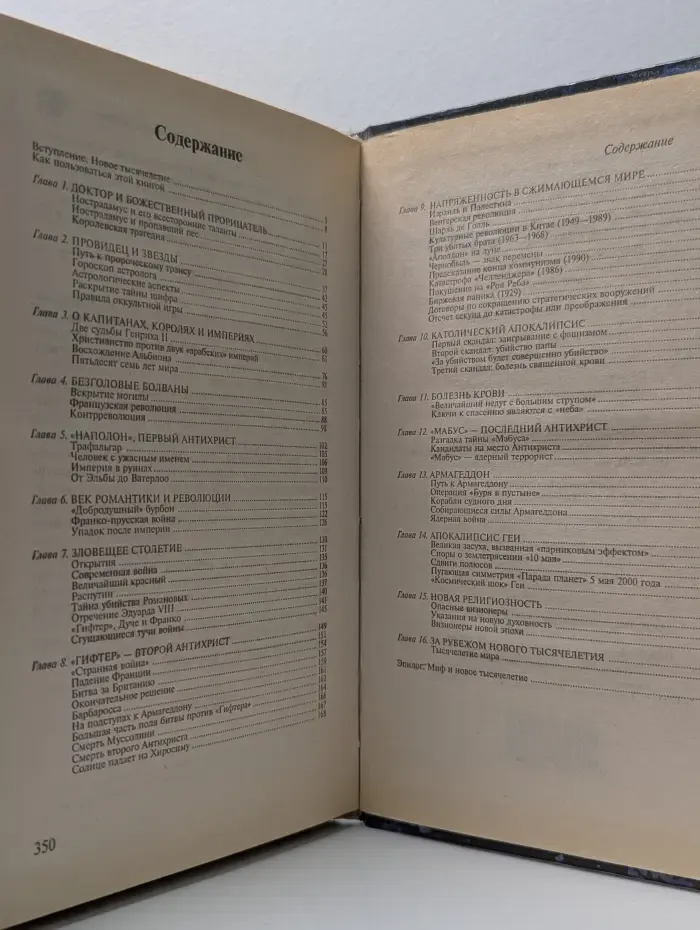 Содержание
Вступление. Новое тысячелетие
Как пользоваться этой книгой
Глава 1. ДОКТОР И БОЖЕСТВЕННЫЙ ПРОРИЦАТЕЛЬ
Нострадамус и его всесторонние таланты
Нострадамус и пропавший пес
Королевская трагедия
Глава 2. ПРОВИДЕЦ И ЗВЕЗДЫ
Путь к пророческому трансу
Гороскоп астролога
Астрологические аспекты
Раскрытие тайны шифра
Правила оккультной игры
Глава 3. О КАПИТАНАХ, КОРОЛЯХ И ИМПЕРИЯХ
Две судьбы Генриха II
Христианство против двух «арабских» империй
Восхождение Альбиона
Пятьдесят семь лет мира
Глава 4. БЕЗГОЛОВЫЕ БОЛВАНЫ
Вскрытие могилы
Французская революция
Контрреволюция
Глава 5. «НАПОЛОН», ПЕРВЫЙ АНТИХРИСТ
Трафальгар
Человек с ужасным именем
Империя в руинах
От Эльбы до Ватерлоо
Глава 6. ВЕК РОМАНТИКИ И РЕВОЛЮЦИИ
«Добродушный» бурбон
Франко-прусская война
Упадок после империи
Глава 7. ЗЛОВЕЩЕЕ СТОЛЕТИЕ
Открытия
Современная война
Величайший красный
Распутин
Тайна убийства Романовых
Отречение Эдуарда VIII
«Гифтер», Дуче и Франко
Сгущающиеся тучи войны
Глава 8. «ГИФТЕР» — ВТОРОЙ АНТИХРИСТ
«Странная война»
Падение Франции
Битва за Британию
Окончательное решение
Барбаросса
На подступах к Армагеддону
Большая часть поля битвы против «Гифтера»
Смерть Муссолини
Смерть второго Антихриста
Солнце падает на Хиросиму 168
350
Содержание
Глава 9. НАПРЯЖЕННОСТЬ В СЖИМАЮЩЕМСЯ МИРЕ
Израиль и Палестина
Венгерская революция
Шарль де Голль
Культурные революции в Китае (1949—1989)
Три убитых брата (1963—1968)
«Аполлон» на луне
Чернобыль — знак перемены
Предсказание конца коммунизма (1990)
Катастрофа «Челленджера» (1986)
Покушения на «Роя Реба»
Биржевая паника (1929)
Договоры по сокращению стратегических вооружений
Отсчет секунд до катастрофы или преображения
Глава 10. КАТОЛИЧЕСКИЙ АПОКАЛИПСИС
Первый скандал: заигрывание с фашизмом
Второй скандал: убийство папы
«За убийством будет совершенно убийство»
Третий скандал: болезнь священной крови
Глава 11. БОЛЕЗНЬ КРОВИ
«Величайший недуг с большим струпом»
Ключи к спасению являются с «неба»
Глава 12. «МАБУС» — ПОСЛЕДНИЙ АНТИХРИСТ
Разгадка тайны «Мабуса»
Кандидаты на место Антихриста
«Мабус» — ядерный террорист
Глава 13. АРМАГЕДДОН
Путь к Армагеддону
Операция «Буря в пустыне»
Корабли судного дня
Собирающиеся силы Армагеддона
Ядерная война
Глава 14. АПОКАЛИПСИС ГЕИ
Великая засуха, вызванная «парниковым эффектом»
Споры о землетрясении «10 мая»
Сдвиги полюсов
Пугающая симметрия «Парада планет» 5 мая 2000 года
«Космический шок» Геи
Глава 15. НОВАЯ РЕЛИГИОЗНОСТЬ
Опасные визионеры
Указания на новую духовность
Визионеры новой эпохи
Глава 16. ЗА РУБЕЖОМ НОВОГО ТЫСЯЧЕЛЕТИЯ
Тысячелетие мира
Эпилог: Миф и новое тысячелетие